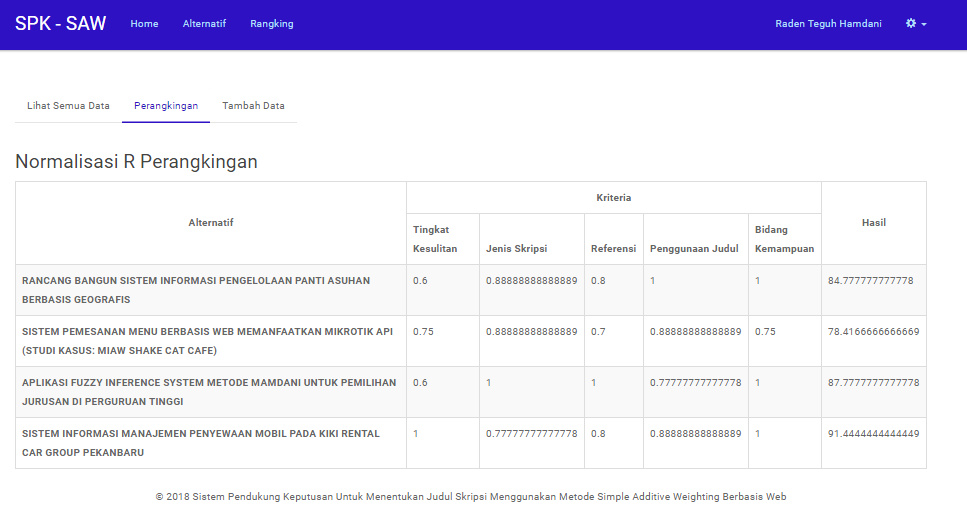 SPK - SAW Home Alternatif Rangking Raden Teguh Hamdani
Lihat Semua Data Perangkingan Tambah Data
Normalisasi R Perangkingan
Alternatif Kriteria Hasil
Tingkat Kesulitan Jenis Skripsi Referensi Penggunaan Judul Bidang Kemampuan
RANCANG BANGUN SISTEM INFORMASI PENGELOLAAN PANTI ASUHAN 0.6 0.88888888888889 0.8 1 1 84.777777777778
BERBASIS GEOGRAFIS
SISTEM PEMESANAN MENU BERBASIS WEB MEMANFAATKAN MIKROTIK API 0.75 0.88888888888889 0.7 0.88888888888889 0.75 78.4166666666669
(STUDI KASUS: MIAW SHAKE CAT CAFE)
APLIKASI FUZZY INFERENCE SYSTEM METODE MAMDANI UNTUK PEMILIHAN 0.6 1 1 0.77777777777778 1 87.7777777777778
JURUSAN DI PERGURUAN TINGGI
SISTEM INFORMASI MANAJEMEN PENYEWAAN MOBIL PADA KIKI RENTAL 1 0.77777777777778 0.8 0.88888888888889 1 91.4444444444449
CAR GROUP PEKANBARU
© 2018 Sistem Pendukung Keputusan Untuk Menentukan Judul Skripsi Menggunakan Metode Simple Additive Weighting Berbasis Web